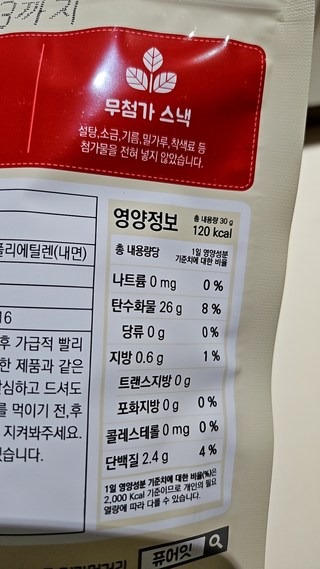 3까지
무첨가 스낵
설탕,소금,기름,밀가루,착색료 등
첨가물을 전혀 넣지 않았습니다.
영양정보
총 내용량 30 g
120 kcal
총 내용량당
1일 영양성분
기준치에 대한 비율
나트륨 0 mg 0 %
탄수화물 26 g 8 %
당류 0 g 0 %
지방 0.6 g 1 %
트랜스지방 0 g
포화지방 0 g 0 %
콜레스테롤 0 mg 0 %
단백질 2.4 g 4 %
1일 영양성분 기준치에 대한 비율(%)은
2,000 Kcal 기준이므로 개인의 필요
열량에 따라 다를 수 있습니다.
폴리에틸렌(내면)
16
후 가급적 빨리
한 제품과 같은
심하고 드셔도
를 먹이기 전,후
지켜봐주세요.
있습니다.
퓨어잇